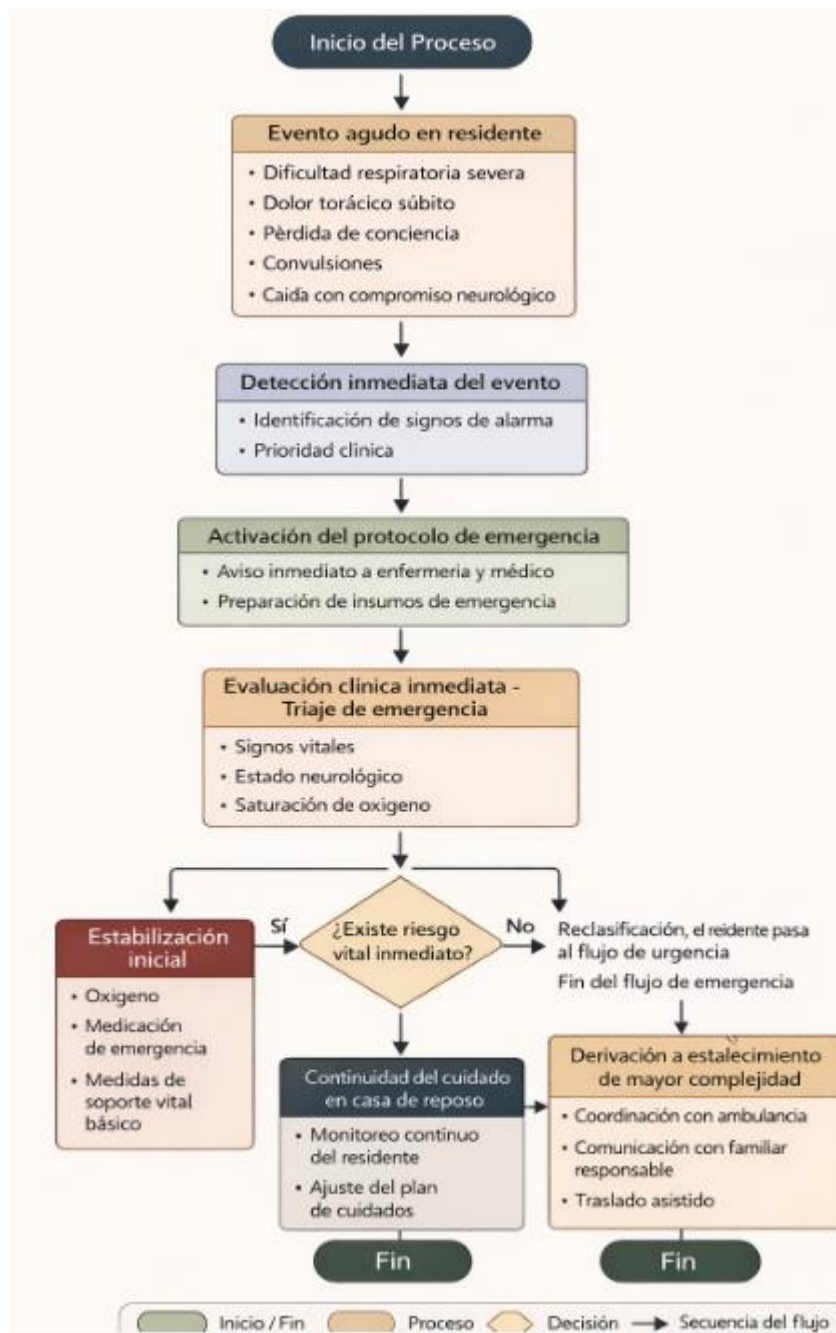 Inicio del Proceso
Evento agudo en residente
• Dificultad respiratoria severa
• Dolor torácico súbito
• Pèrdida de conciencia
• Convulsiones
• Caida con compromiso neurológico
Detección inmediata del evento
• Identificación de signos de alarma
• Prioridad clinica
Activación del protocolo de emergencia
• Aviso inmediato a enfermeria y médico
• Preparación de insumos de emergencia
Evaluación clinica inmediata -
Triaje de emergencia
• Signos vitales
• Estado neurológico
• Saturación de oxigeno
Estabilización
inicial
• Oxigeno
• Medicación
de emergencia
• Medidas de
soporte vital
básico
Sí
¿Existe riesgo
vital inmediato?
No
Reclasificación, el reidente pasa
al flujo de urgencia
Fin del flujo de emergencia
Continuidad del cuidado
en casa de reposo
• Monitoreo continuo
del residente
• Ajuste del plan
de cuidados
Fin
Derivación a estalecimiento
de mayor complejidad
• Coordinación con ambulancia
• Comunicación con familiar
responsable
• Traslado asistido
Fin
Inicio / Fin
Proceso
Decisión
Secuencia del flujo